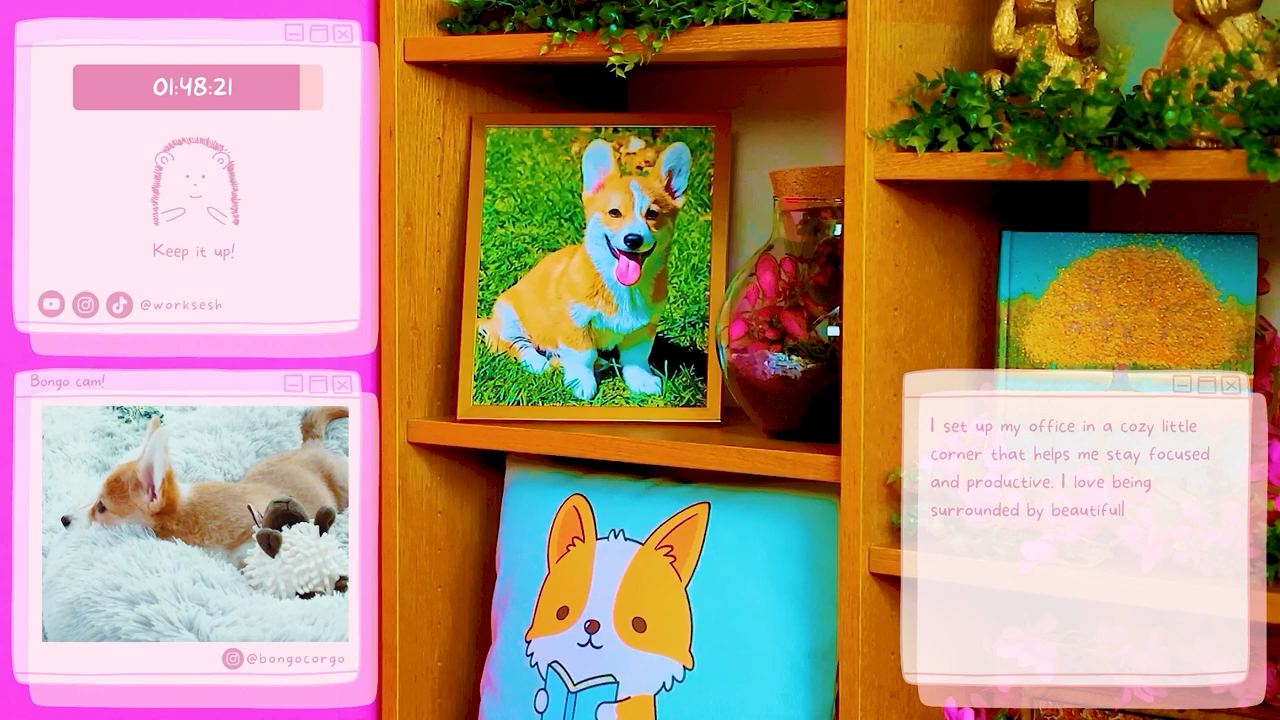 01:48:21
Keep it up!
@worksesh
Bongo cam!
@bongocorgo
I set up my office in a cozy little
corner that helps me stay focused
and productive. I love being
surrounded by beautifull